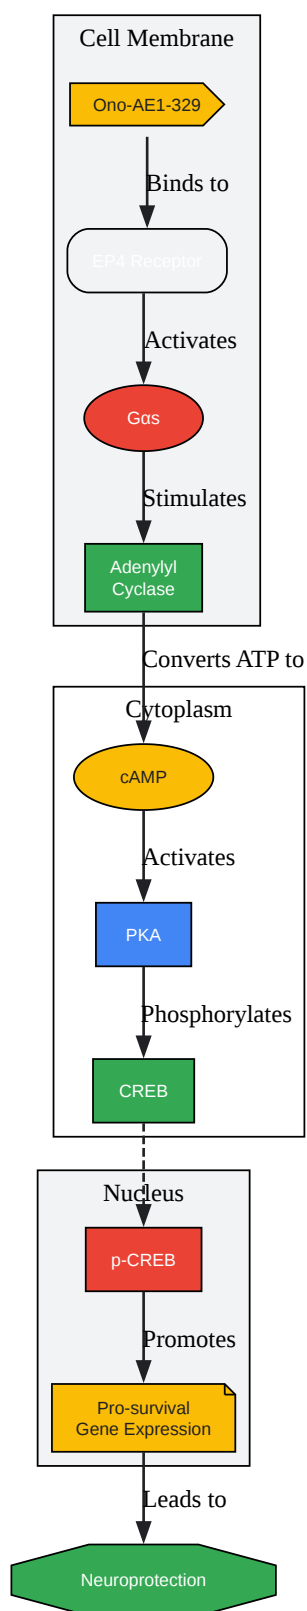 Cell Membrane
Ono-AE1-329
Binds to
EP4 Receptor
Activates
Gαs
Stimulates
Adenylyl
Cyclase
Converts ATP to
Cytoplasm
cAMP
Activates
PKA
Phosphorylates
CREB
Nucleus
p-CREB
Promotes
Pro-survival
Gene Expression
Leads to
Neuroprotection